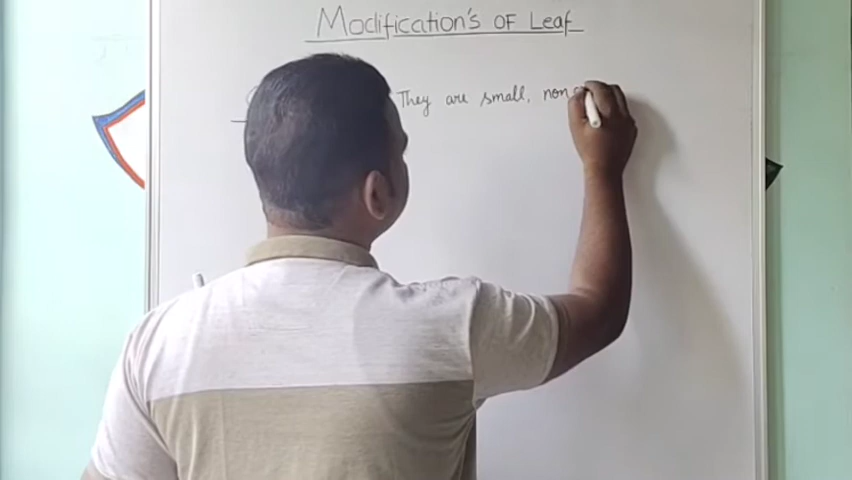 Modification's of Leaf
They are small, non